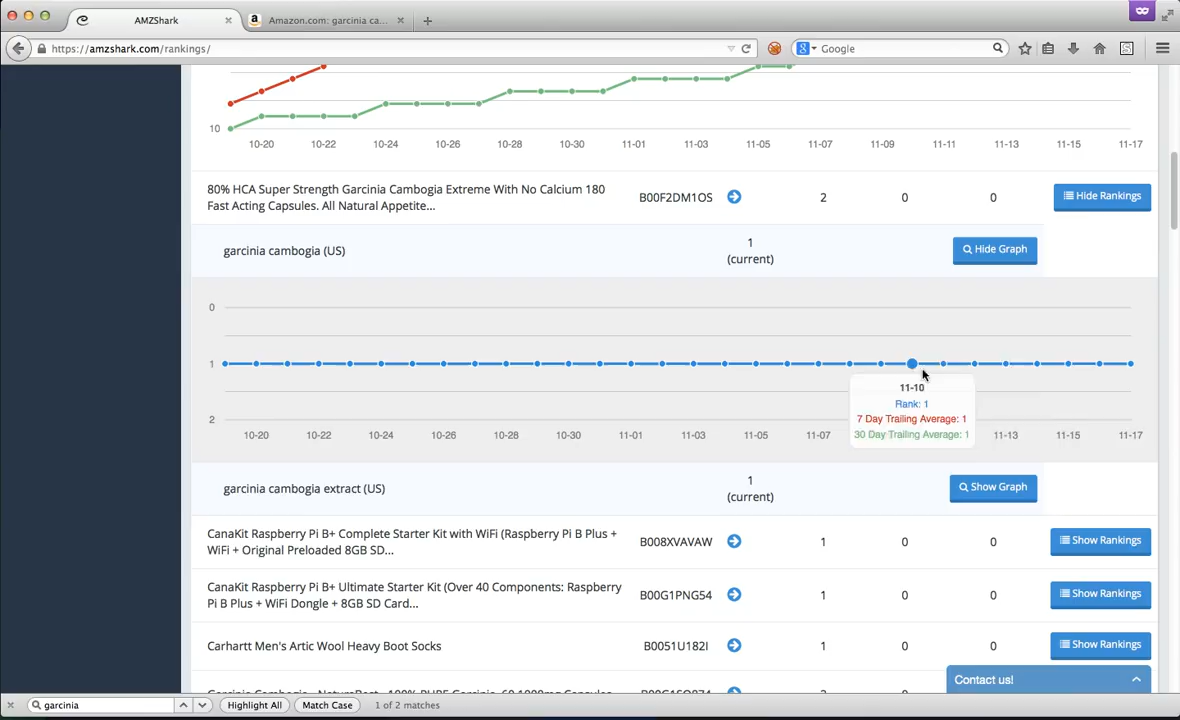 AMZShark
Amazon.com: garcinia ca...
https://amzshark.com/rankings/
Google
10
10-20 10-22 10-24 10-26 10-28 10-30 11-01 11-03 11-05 11-07 11-09 11-11 11-13 11-15 11-17
80% HCA Super Strength Garcinia Cambogia Extreme With No Calcium 180
Fast Acting Capsules. All Natural Appetite...
B00F2DM1OS
2
0
0
Hide Rankings
garcinia cambogia (US)
1
(current)
Hide Graph
0
1
2
11-10
Rank: 1
7 Day Trailing Average: 1
30 Day Trailing Average: 1
10-20 10-22 10-24 10-26 10-28 10-30 11-01 11-03 11-05 11-07 11-13 11-15 11-17
garcinia cambogia extract (US)
1
(current)
Show Graph
CanaKit Raspberry Pi B+ Complete Starter Kit with WiFi (Raspberry Pi B Plus +
WiFi + Original Preloaded 8GB SD...
B008XVAVAW
1
0
0
Show Rankings
CanaKit Raspberry Pi B+ Ultimate Starter Kit (Over 40 Components: Raspberry
Pi B Plus + WiFi Dongle + 8GB SD Card...
B00G1PNG54
1
0
0
Show Rankings
Carhartt Men's Artic Wool Heavy Boot Socks
B0051U182I
1
0
0
Show Rankings
Contact us!
garcinia
Highlight All
Match Case
1 of 2 matches